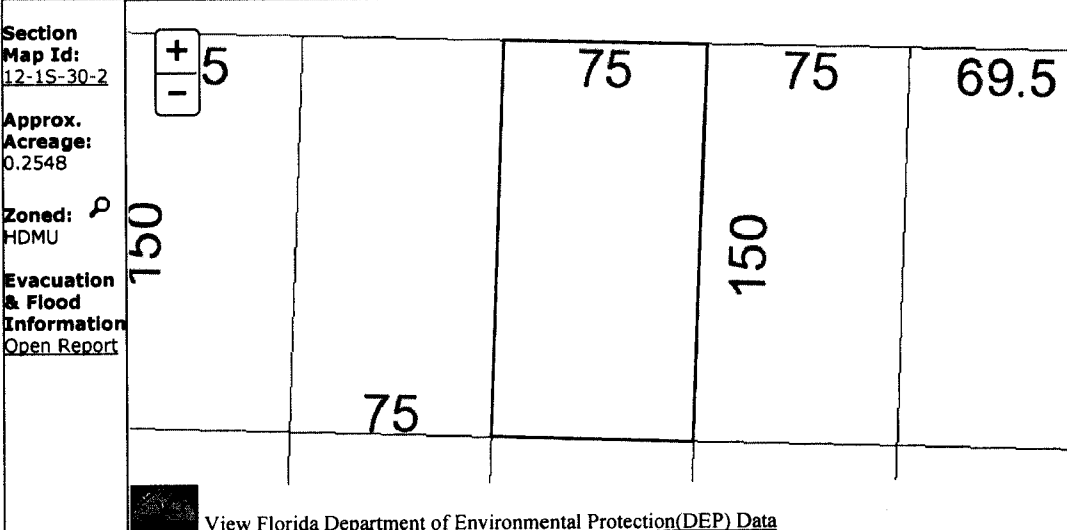 Section
Map Id:
12-1S-30-2
Approx.
Acreage:
0.2548
Zoned:
HDMU
Evacuation
& Flood
Information
Open Report
+
−
5
75
75
69.5
150
150
75
View Florida Department of Environmental Protection(DEP) Data